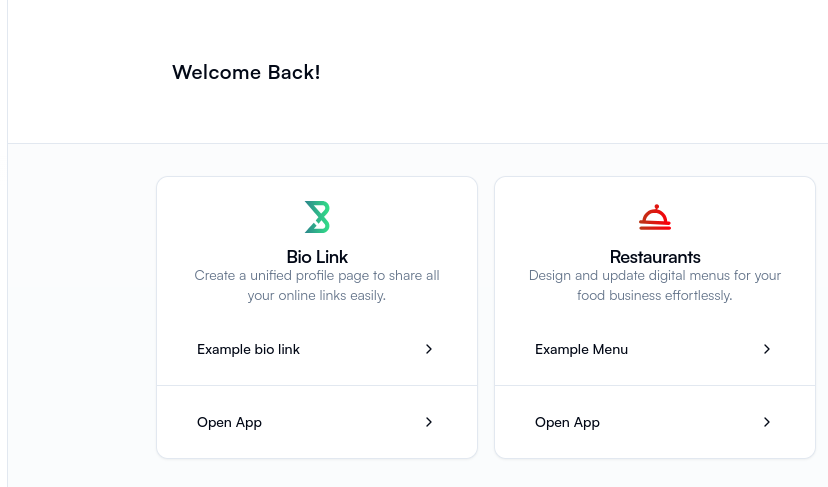 Welcome Back!
Bio Link
Create a unified profile page to share all
your online links easily.
Example bio link
Open App
Restaurants
Design and update digital menus for your
food business effortlessly.
Example Menu
Open App